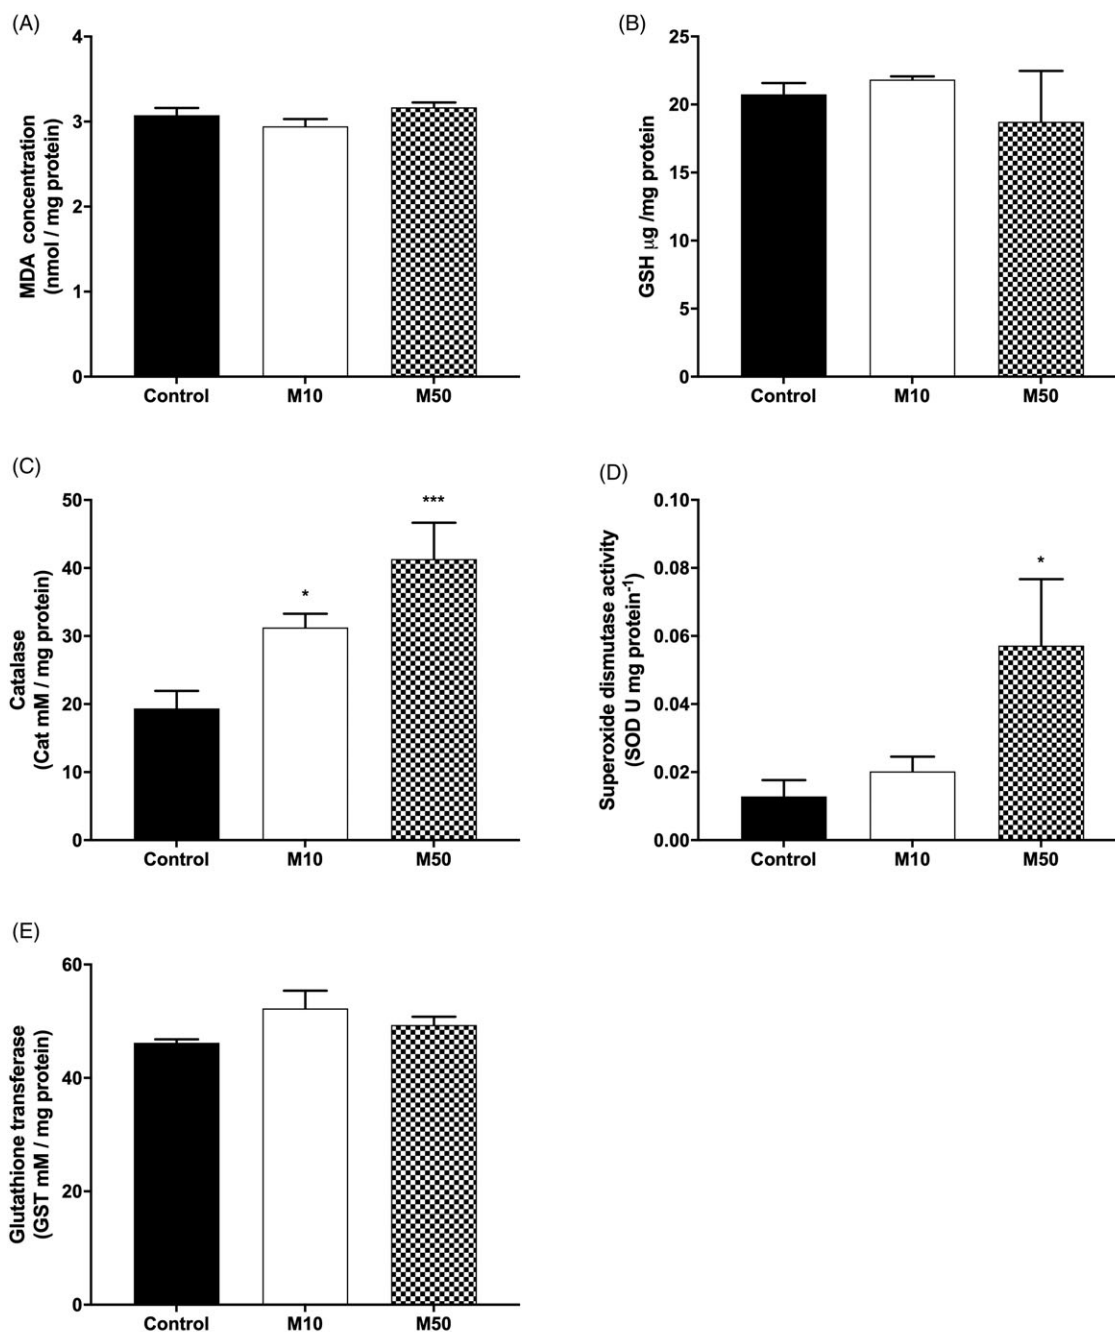 (A)
4
3
2
1
0
MDA concentration
(nmol / mg protein)
Control M10 M50
(B)
25
20
15
10
5
0
GSH μg /mg protein
Control M10 M50
(C)
50
40
30
20
10
0
Catalase
(Cat mM / mg protein)
*
***
Control M10 M50
(D)
0.10
0.08
0.06
0.04
0.02
0.00
Superoxide dismutase activity
(SOD U mg protein⁻¹)
*
Control M10 M50
(E)
60
40
20
0
Glutathione transferase
(GST mM / mg protein)
Control M10 M50